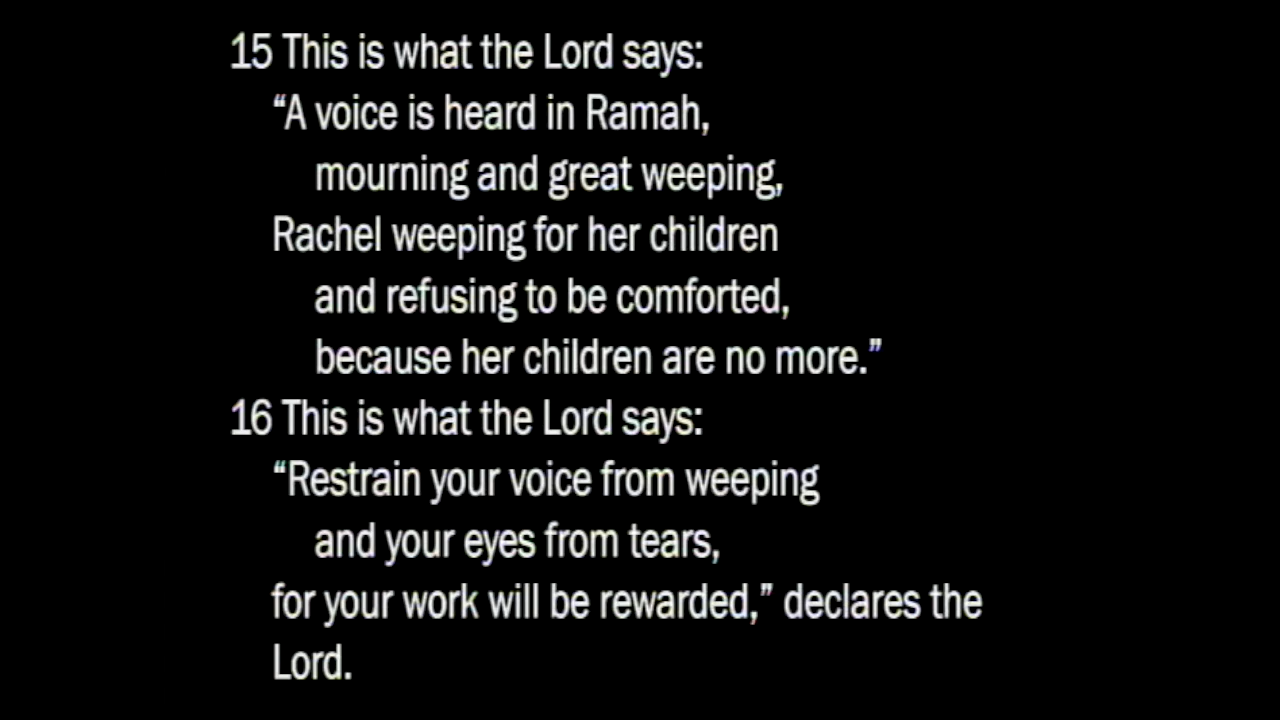 15 This is what the Lord says:
“A voice is heard in Ramah,
mourning and great weeping,
Rachel weeping for her children
and refusing to be comforted,
because her children are no more.”
16 This is what the Lord says:
“Restrain your voice from weeping
and your eyes from tears,
for your work will be rewarded,” declares the
Lord.